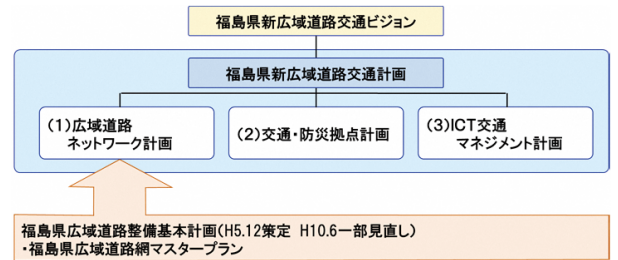 福島県新広域道路交通ビジョン
福島県新広域道路交通計画
(1)広域道路
ネットワーク計画
(2)交通・防災拠点計画
(3)ICT交通
マネジメント計画
福島県広域道路整備基本計画(H5.12策定 H10.6一部見直し)
・福島県広域道路網マスタープラン